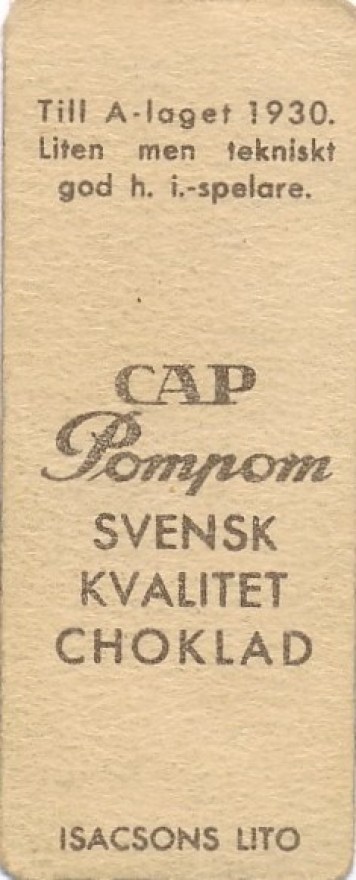 Till A-laget 1930.
Liten men tekniskt
god h. i.-spelare.
CAP
Pompom
SVENSK
KVALITET
CHOKLAD
ISACSONS LITO